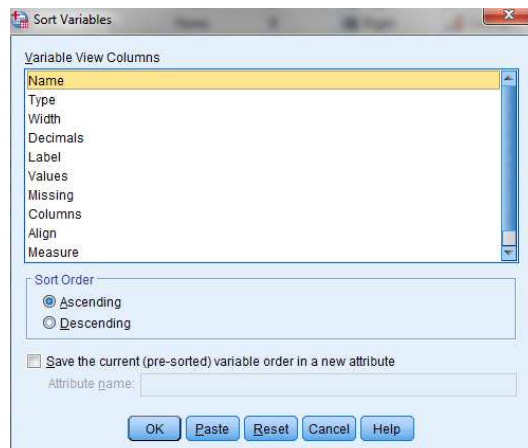 Sort Variables
Variable View Columns
Name
Type
Width
Decimals
Label
Values
Missing
Columns
Align
Measure
Sort Order
Ascending
Descending
Save the current (pre-sorted) variable order in a new attribute
Attribute name:
OK Paste Reset Cancel Help